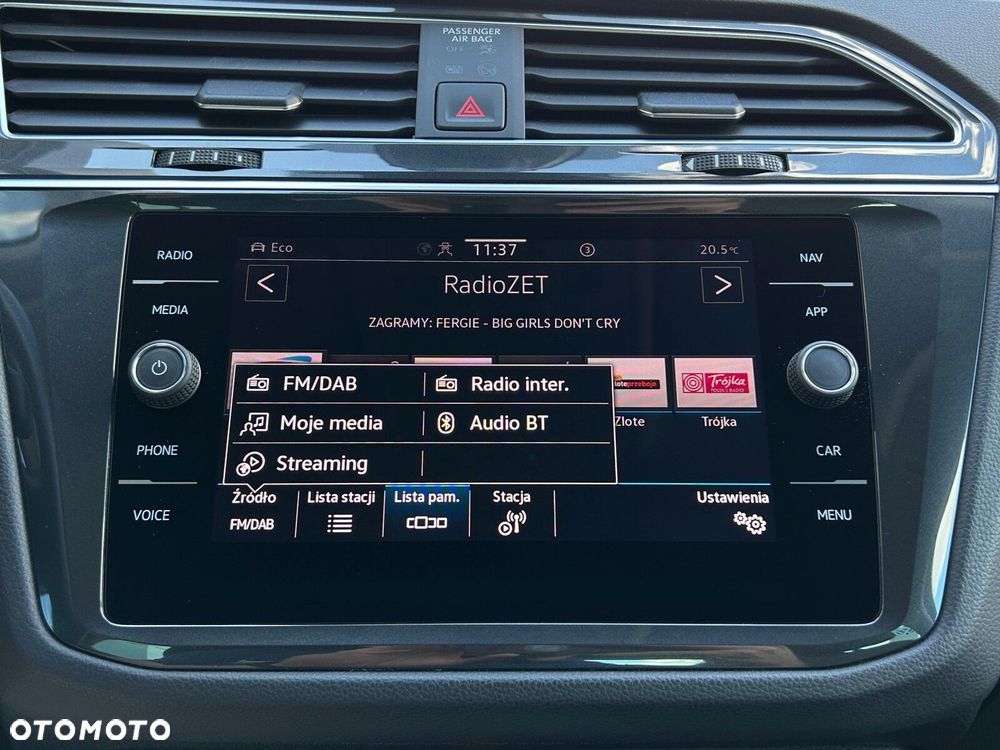 PASSENGER
AIR BAG
OFF
ON
RADIO
MEDIA
PHONE
VOICE
NAV
APP
CAR
MENU
Eco
11:37
3
20.5°C
< RadioZET >
ZAGRAMY: FERGIE - BIG GIRLS DON'T CRY
FM/DAB
Radio inter.
Moje media
Audio BT
Streaming
Trójka
Zlote
Trójka
Źródło
FM/DAB
Lista stacji
Lista pam.
Stacja
Ustawienia
OTOMOTO